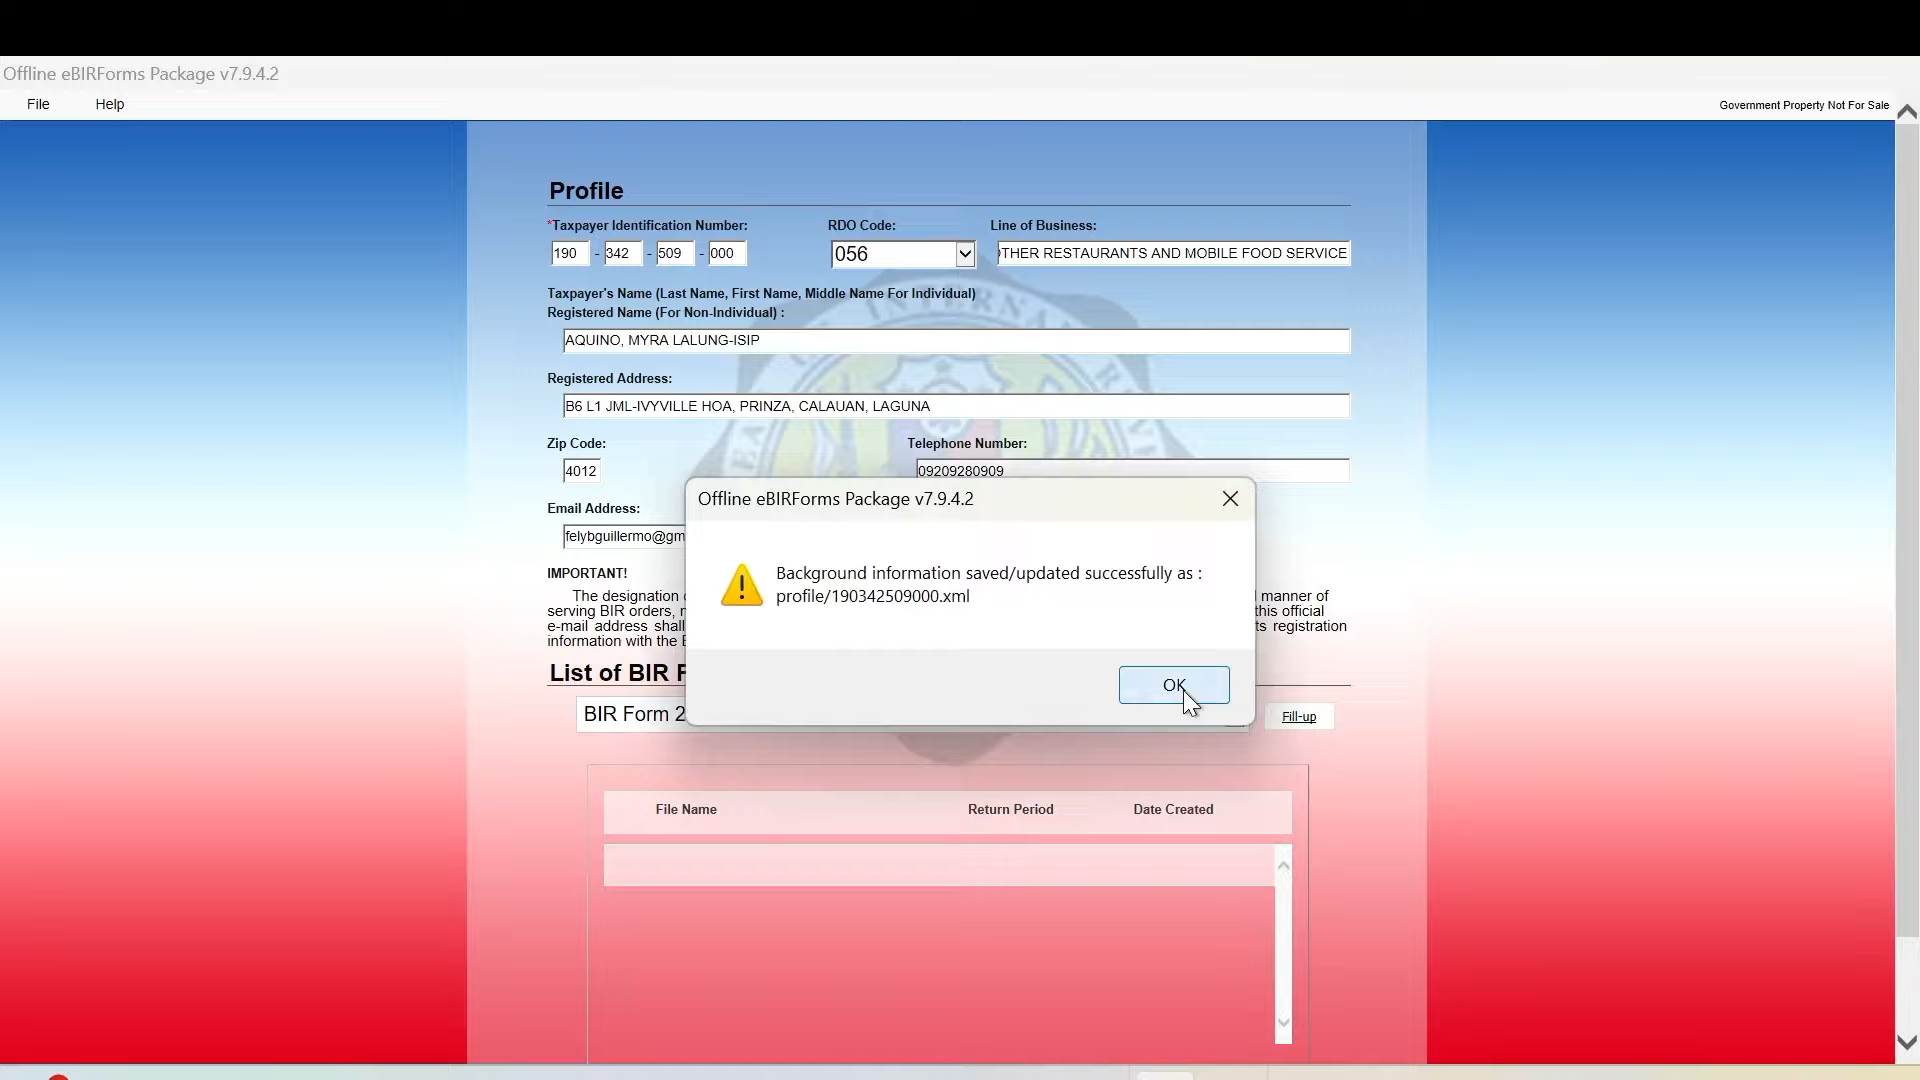 Offline eBIRForms Package v7.9.4.2
File Help Government Property Not For Sale
Profile
*Taxpayer Identification Number: RDO Code: Line of Business:
190 - 342 - 509 - 000 056 THER RESTAURANTS AND MOBILE FOOD SERVICE
Taxpayer's Name (Last Name, First Name, Middle Name For Individual)
Registered Name (For Non-Individual) :
AQUINO, MYRA LALUNG-ISIP
Registered Address:
B6 L1 JML-IVYVILLE HOA, PRINZA, CALAUAN, LAGUNA
Zip Code: Telephone Number:
4012 09209280909
Email Address:
felybguillermo@gm
Offline eBIRForms Package v7.9.4.2
Background information saved/updated successfully as :
profile/190342509000.xml
OK
IMPORTANT!
The designation manner of
serving BIR orders, this official
e-mail address shall ts registration
information with the
List of BIR
BIR Form 2 Fill-up
File Name Return Period Date Created